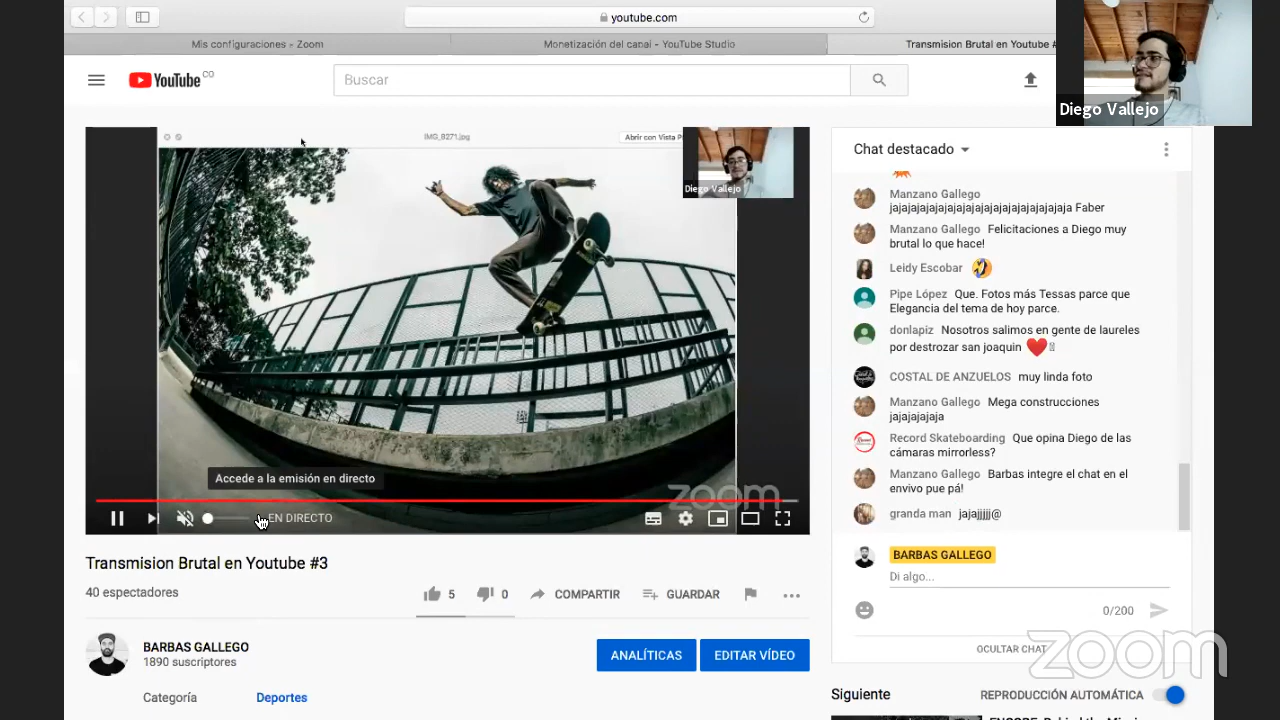 youtube.com
Mis configuraciones - Zoom
Monetización del canal - YouTube Studio
Transmision Brutal en Youtube #
Diego Vallejo
YouTube CO
Buscar
IMG_8271.jpg
Abrir con Vista P
Diego Vallejo
Accede a la emisión en directo
EN DIRECTO
zoom
Transmision Brutal en Youtube #3
40 espectadores
5
0
COMPARTIR
GUARDAR
BARBAS GALLEGO
1890 suscriptores
ANALÍTICAS
EDITAR VÍDEO
Categoría
Deportes
Chat destacado
Manzano Gallego
jajajajajajajajajajajajajajajajajajaja Faber
Manzano Gallego Felicitaciones a Diego muy
brutal lo que hace!
Leidy Escobar
Pipe López Que. Fotos más Tessas parce que
Elegancia del tema de hoy parce.
donlapiz Nosotros salimos en gente de laureles
por destrozar san joaquin
COSTAL DE ANZUELOS muy linda foto
Manzano Gallego Mega construcciones
jajajajajaja
Record Skateboarding Que opina Diego de las
cámaras mirrorless?
Manzano Gallego Barbas integre el chat en el
envivo pue pá!
granda man jajajjjjj@
BARBAS GALLEGO
Di algo...
0/200
OCULTAR CHAT
zoom
Siguiente
REPRODUCCIÓN AUTOMÁTICA